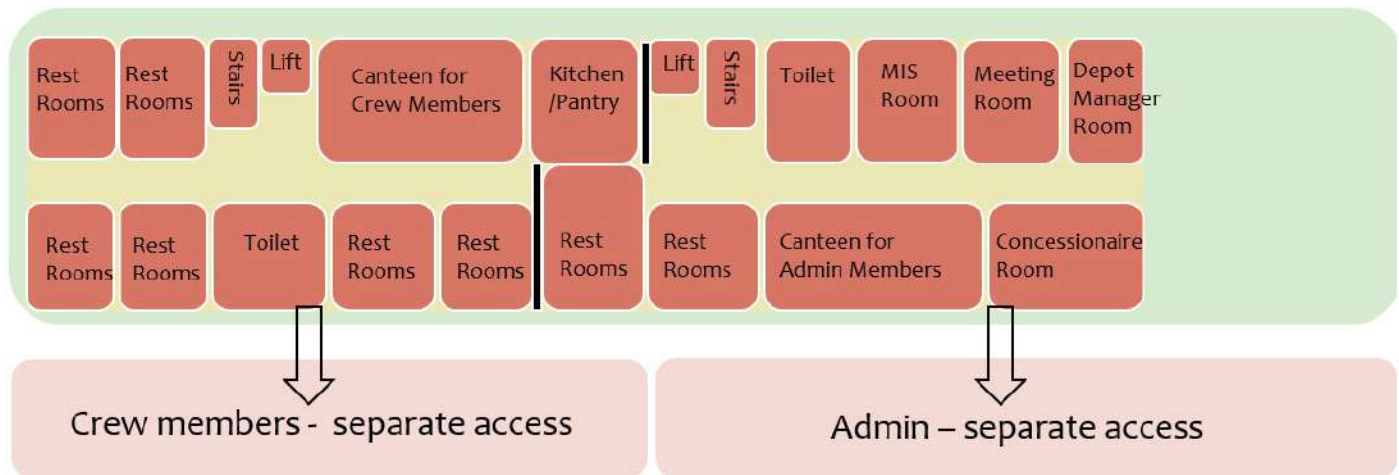 Rest
Rooms
Rest
Rooms
Stairs
Lift
Canteen for
Crew Members
Kitchen
/Pantry
Lift
Stairs
Toilet
MIS
Room
Meeting
Room
Depot
Manager
Room
Rest
Rooms
Rest
Rooms
Toilet
Rest
Rooms
Rest
Rooms
Rest
Rooms
Rest
Rooms
Canteen for
Admin Members
Concessionaire
Room
Crew members - separate access
Admin – separate access